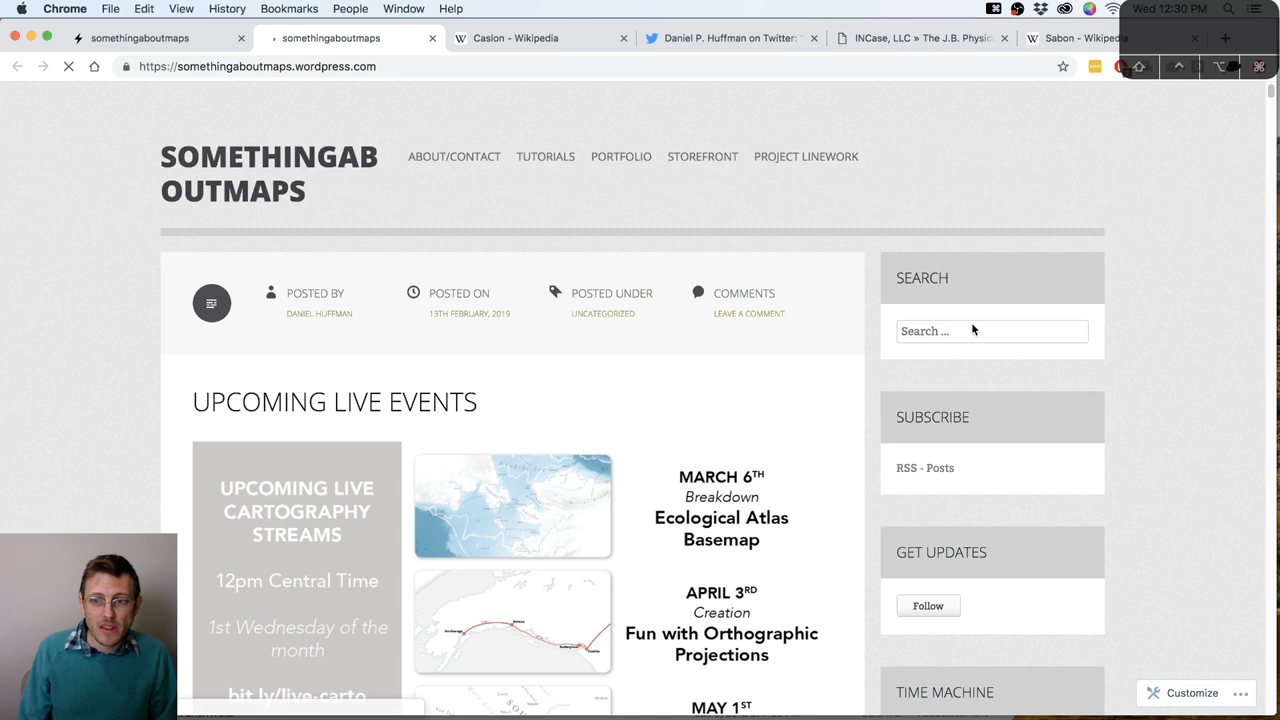 Chrome File Edit View History Bookmarks People Window Help Wed 12:30 PM
somethingaboutmaps somethingaboutmaps Caslon - Wikipedia Daniel P. Huffman on Twitter: INCase, LLC » The J.B. Physic Sabon - Wikipedia
https://somethingaboutmaps.wordpress.com
SOMETHINGAB
OUTMAPS
ABOUT/CONTACT TUTORIALS PORTFOLIO STOREFRONT PROJECT LINEWORK
POSTED BY POSTED ON POSTED UNDER COMMENTS
DANIEL HUFFMAN 13TH FEBRUARY, 2019 UNCATEGORIZED LEAVE A COMMENT
UPCOMING LIVE EVENTS
UPCOMING LIVE
CARTOGRAPHY
STREAMS
12pm Central Time
1st Wednesday of the
month
bit.ly/live-carto
MARCH 6TH
Breakdown
Ecological Atlas
Basemap
APRIL 3RD
Creation
Fun with Orthographic
Projections
MAY 1ST
SEARCH
Search ...
SUBSCRIBE
RSS - Posts
GET UPDATES
Follow
TIME MACHINE
Customize